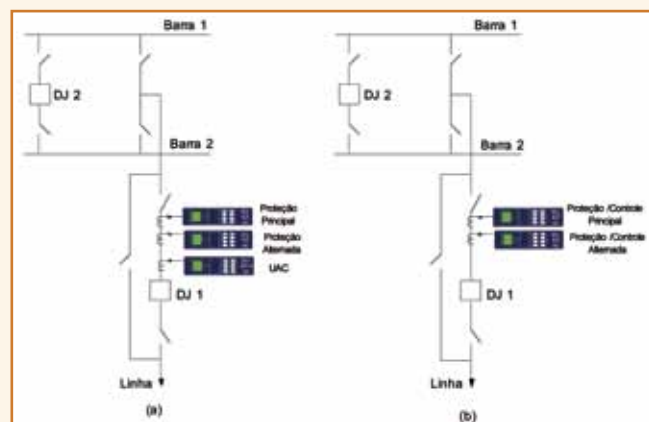 Barra 1
DJ 2
Barra 2
Proteção
Principal
Proteção
Alternada
UAC
DJ 1
Linha
(a)
Barra 1
DJ 2
Barra 2
Proteção /Controle
Principal
Proteção /Controle
Alternada
DJ 1
Linha
(b)